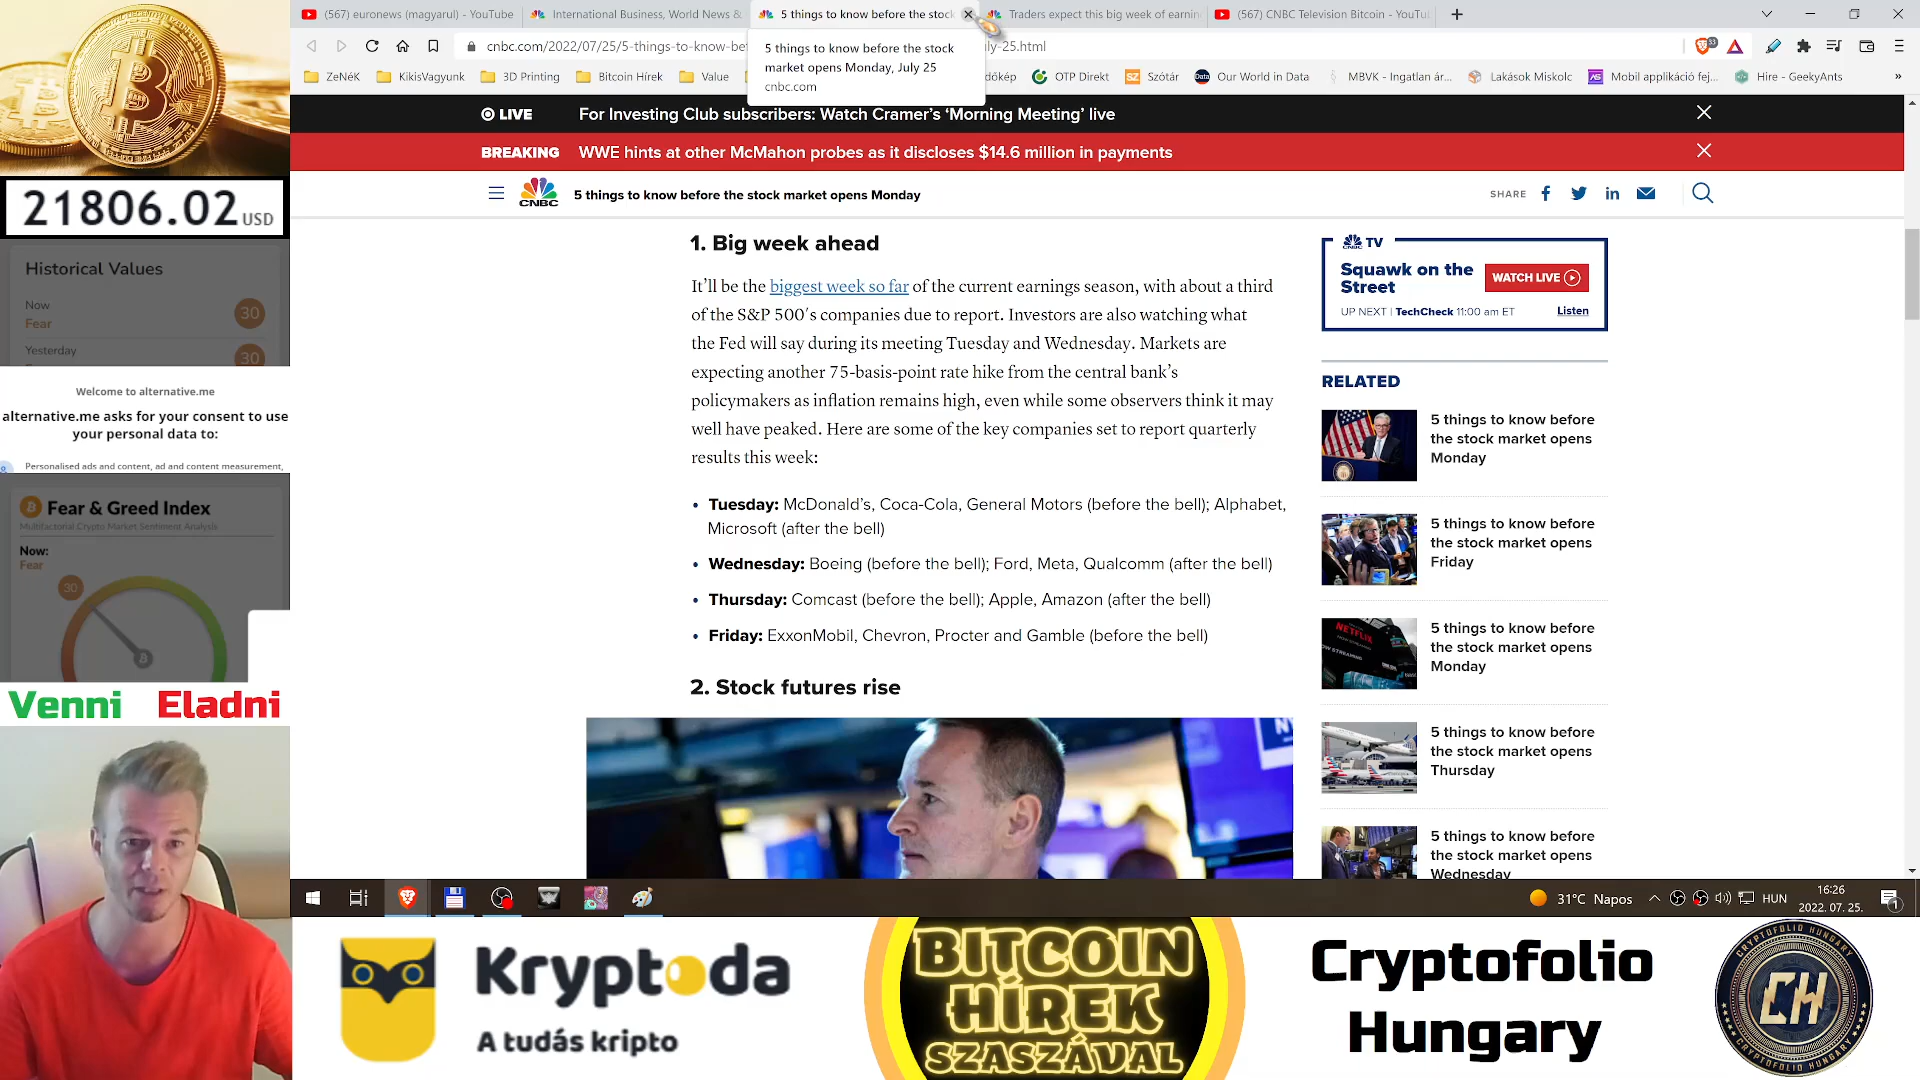 (567) euronews (magyarul) - YouTube
International Business, World News &
5 things to know before the stock
Traders expect this big week of earnin
(567) CNBC Television Bitcoin - YouTu
cnbc.com/2022/07/25/5-things-to-know-be
ly-25.html
5 things to know before the stock
market opens Monday, July 25
cnbc.com
ZeNéK
KikisVagyunk
3D Printing
Bitcoin Hírek
Value
dőkép
OTP Direkt
Szótár
Our World in Data
MBVK - Ingatlan ár...
Lakások Miskolc
Mobil applikáció fej...
Hire - GeekyAnts
LIVE
For Investing Club subscribers: Watch Cramer's 'Morning Meeting' live
BREAKING
WWE hints at other McMahon probes as it discloses $14.6 million in payments
CNBC
5 things to know before the stock market opens Monday
SHARE
1. Big week ahead
It'll be the biggest week so far of the current earnings season, with about a third
of the S&P 500's companies due to report. Investors are also watching what
the Fed will say during its meeting Tuesday and Wednesday. Markets are
expecting another 75-basis-point rate hike from the central bank's
policymakers as inflation remains high, even while some observers think it may
well have peaked. Here are some of the key companies set to report quarterly
results this week:
• Tuesday: McDonald's, Coca-Cola, General Motors (before the bell); Alphabet,
Microsoft (after the bell)
• Wednesday: Boeing (before the bell); Ford, Meta, Qualcomm (after the bell)
• Thursday: Comcast (before the bell); Apple, Amazon (after the bell)
• Friday: ExxonMobil, Chevron, Procter and Gamble (before the bell)
2. Stock futures rise
TV
Squawk on the
Street
WATCH LIVE
UP NEXT | TechCheck 11:00 am ET
Listen
RELATED
5 things to know before
the stock market opens
Monday
5 things to know before
the stock market opens
Friday
NETFLIX
5 things to know before
the stock market opens
Monday
5 things to know before
the stock market opens
Thursday
5 things to know before
the stock market opens
Wednesday
21806.02 USD
Historical Values
Now
Fear
30
Yesterday
30
Welcome to alternative.me
alternative.me asks for your consent to use
your personal data to:
Personalised ads and content, ad and content measurement,
Fear & Greed Index
Multifactorial Crypto Market Sentiment Analysis
Now:
Fear
30
Venni Eladni
31°C Napos
HUN
16:26
2022. 07. 25.
1
Kryptoda
A tudás kripto
BITCOIN
HÍREK
SZASZÁVAL
Cryptofolio
Hungary
CRYPTOFOLIO HUNGARY
CH
CRYPTOFOLIO HUNGARY